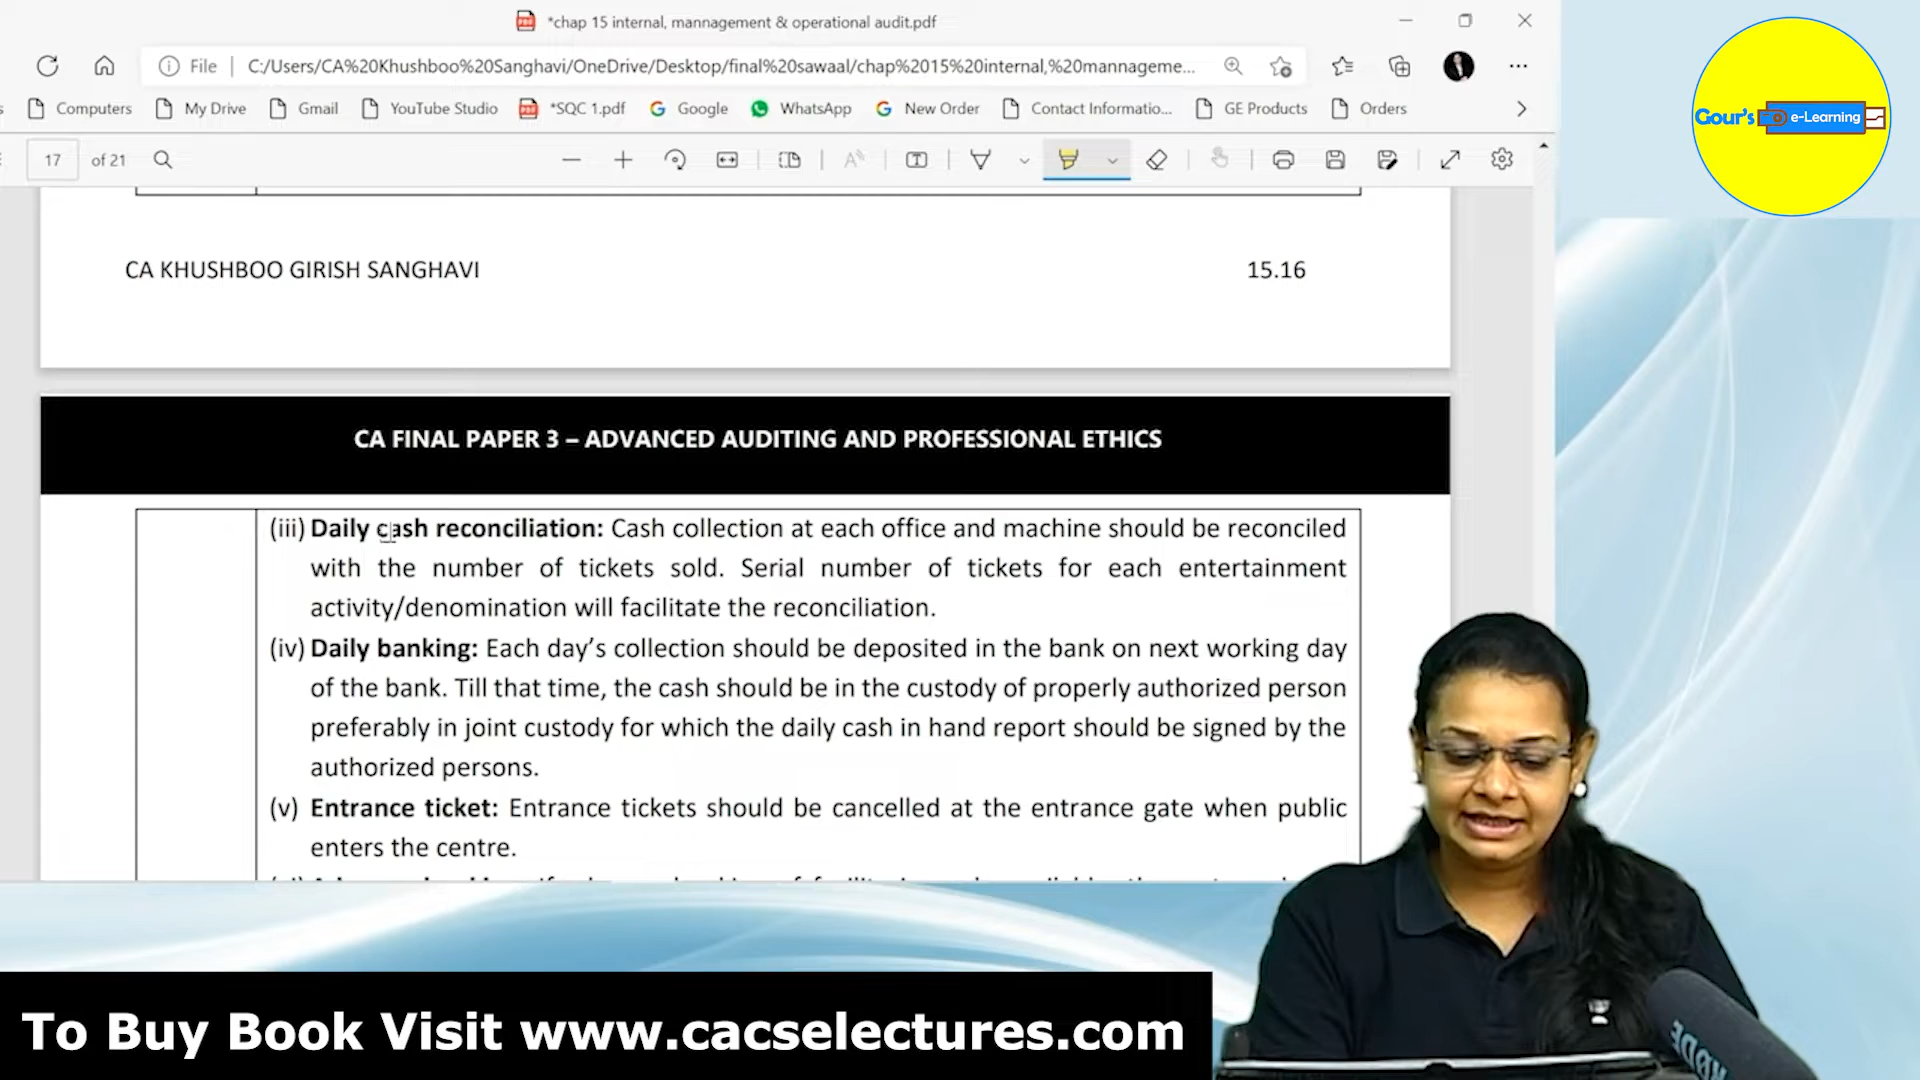 *chap 15 internal, mannagement & operational audit.pdf
File C:/Users/CA%20Khushboo%20Sanghavi/OneDrive/Desktop/final%20sawaal/chap%2015%20internal,%20mannageme...
Computers My Drive Gmail YouTube Studio *SQC 1.pdf Google WhatsApp New Order Contact Informatio... GE Products Orders
17 of 21
Gour's e-Learning
CA KHUSHBOO GIRISH SANGHAVI 15.16
CA FINAL PAPER 3 – ADVANCED AUDITING AND PROFESSIONAL ETHICS
(iii) Daily cash reconciliation: Cash collection at each office and machine should be reconciled
with the number of tickets sold. Serial number of tickets for each entertainment
activity/denomination will facilitate the reconciliation.
(iv) Daily banking: Each day's collection should be deposited in the bank on next working day
of the bank. Till that time, the cash should be in the custody of properly authorized person
preferably in joint custody for which the daily cash in hand report should be signed by the
authorized persons.
(v) Entrance ticket: Entrance tickets should be cancelled at the entrance gate when public
enters the centre.
To Buy Book Visit www.cacselectures.com